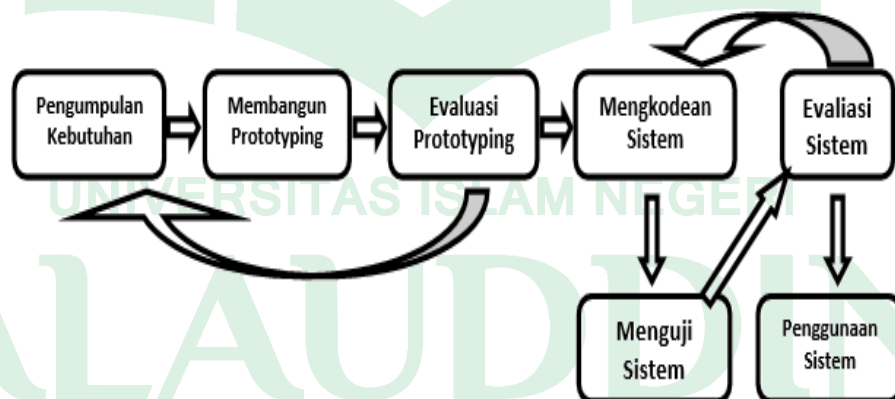 Pengumpulan
Kebutuhan
Membangun
Prototyping
Evaluasi
Prototyping
Mengkodean
Sistem
Evaliasi
Sistem
UNIVERSITAS ISLAM NEGERI
ALAUDDIN
Menguji
Sistem
Penggunaan
Sistem